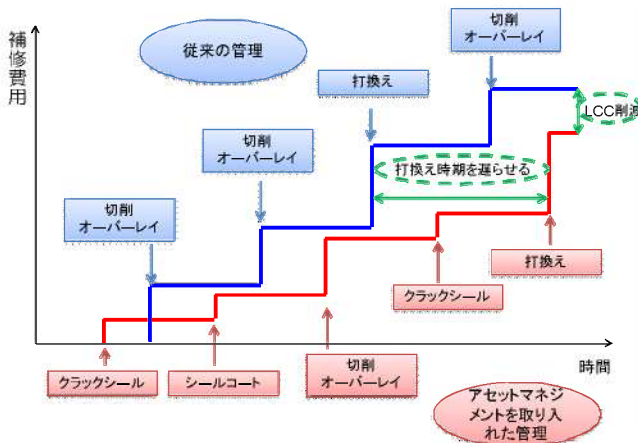 補修費用
従来の管理
切削
オーバーレイ
打換え
切削
オーバーレイ
切削
オーバーレイ
LCC削減
打換え時期を遅らせる
打換え
クラックシール
時間
クラックシール
シールコート
切削
オーバーレイ
アセットマネジ
メントを取り入
れた管理